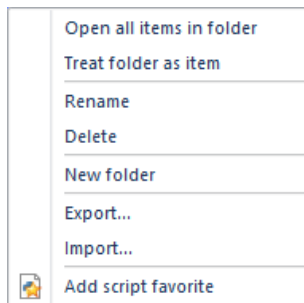 Open all items in folder
Treat folder as item
Rename
Delete
New folder
Export...
Import...
Add script favorite